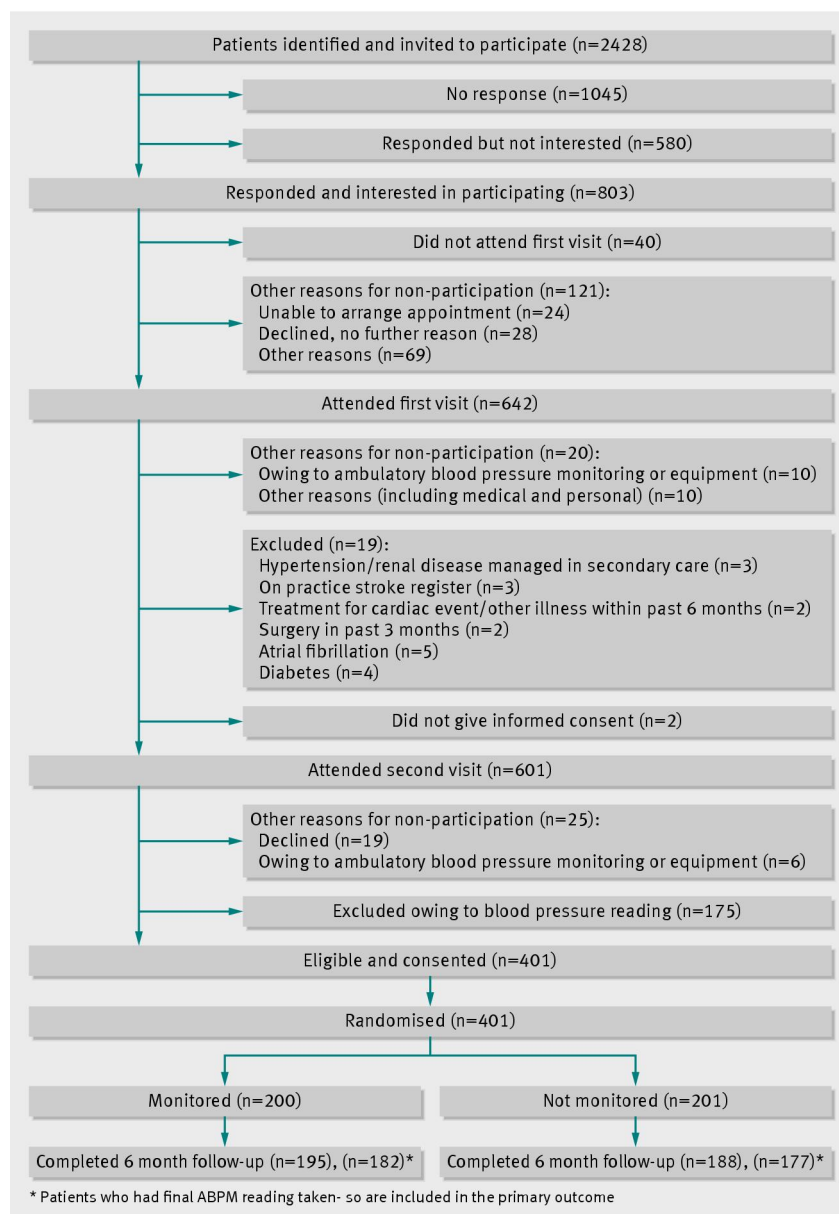 Patients identified and invited to participate (n=2428)
No response (n=1045)
Responded but not interested (n=580)
Responded and interested in participating (n=803)
Did not attend first visit (n=40)
Other reasons for non-participation (n=121):
Unable to arrange appointment (n=24)
Declined, no further reason (n=28)
Other reasons (n=69)
Attended first visit (n=642)
Other reasons for non-participation (n=20):
Owing to ambulatory blood pressure monitoring or equipment (n=10)
Other reasons (including medical and personal) (n=10)
Excluded (n=19):
Hypertension/renal disease managed in secondary care (n=3)
On practice stroke register (n=3)
Treatment for cardiac event/other illness within past 6 months (n=2)
Surgery in past 3 months (n=2)
Atrial fibrillation (n=5)
Diabetes (n=4)
Did not give informed consent (n=2)
Attended second visit (n=601)
Other reasons for non-participation (n=25):
Declined (n=19)
Owing to ambulatory blood pressure monitoring or equipment (n=6)
Excluded owing to blood pressure reading (n=175)
Eligible and consented (n=401)
Randomised (n=401)
Monitored (n=200)
Not monitored (n=201)
Completed 6 month follow-up (n=195), (n=182)*
Completed 6 month follow-up (n=188), (n=177)*
* Patients who had final ABPM reading taken- so are included in the primary outcome